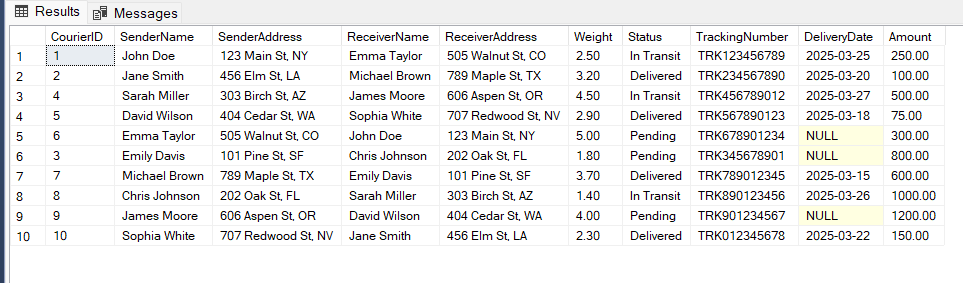 Results Messages
CourierID SenderName SenderAddress ReceiverName ReceiverAddress Weight Status TrackingNumber DeliveryDate Amount
1 1 John Doe 123 Main St, NY Emma Taylor 505 Walnut St, CO 2.50 In Transit TRK123456789 2025-03-25 250.00
2 2 Jane Smith 456 Elm St, LA Michael Brown 789 Maple St, TX 3.20 Delivered TRK234567890 2025-03-20 100.00
3 4 Sarah Miller 303 Birch St, AZ James Moore 606 Aspen St, OR 4.50 In Transit TRK456789012 2025-03-27 500.00
4 5 David Wilson 404 Cedar St, WA Sophia White 707 Redwood St, NV 2.90 Delivered TRK567890123 2025-03-18 75.00
5 6 Emma Taylor 505 Walnut St, CO John Doe 123 Main St, NY 5.00 Pending TRK678901234 NULL 300.00
6 3 Emily Davis 101 Pine St, SF Chris Johnson 202 Oak St, FL 1.80 Pending TRK345678901 NULL 800.00
7 7 Michael Brown 789 Maple St, TX Emily Davis 101 Pine St, SF 3.70 Delivered TRK789012345 2025-03-15 600.00
8 8 Chris Johnson 202 Oak St, FL Sarah Miller 303 Birch St, AZ 1.40 In Transit TRK890123456 2025-03-26 1000.00
9 9 James Moore 606 Aspen St, OR David Wilson 404 Cedar St, WA 4.00 Pending TRK901234567 NULL 1200.00
10 10 Sophia White 707 Redwood St, NV Jane Smith 456 Elm St, LA 2.30 Delivered TRK012345678 2025-03-22 150.00